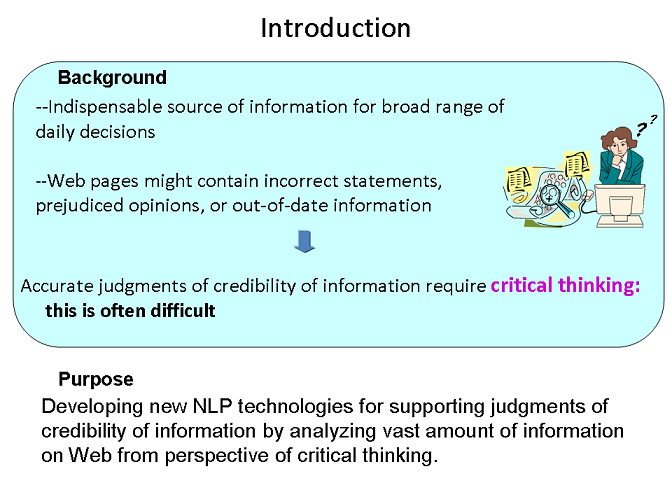 Introduction
Background
--Indispensable source of information for broad range of
daily decisions
--Web pages might contain incorrect statements,
prejudiced opinions, or out-of-date information
? ?
Accurate judgments of credibility of information require critical thinking:
this is often difficult
Purpose
Developing new NLP technologies for supporting judgments of
credibility of information by analyzing vast amount of information
on Web from perspective of critical thinking.